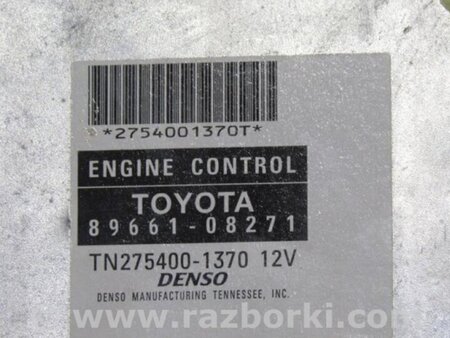 *2754001370T*
ENGINE CONTROL
TOYOTA
89661-08271
TN275400-1370 12V
DENSO
DENSO MANUFACTURING TENNESSEE, INC.
www.razborki.com